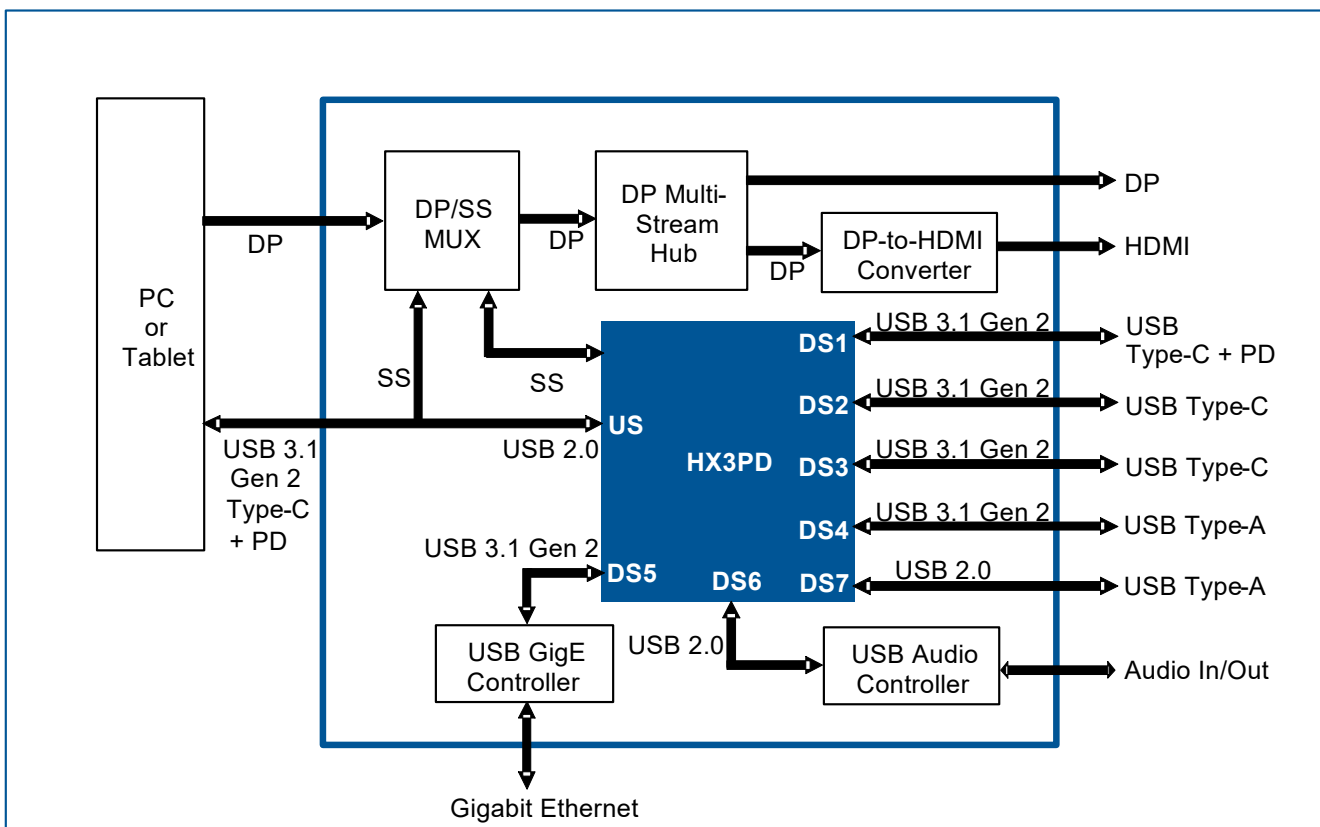 PC
or
Tablet
DP
DP/SS
MUX
DP
DP Multi-
Stream
Hub
DP
DP
DP-to-HDMI
Converter
HDMI
SS
SS
USB 3.1
Gen 2
Type-C
+ PD
USB 2.0
US
HX3PD
DS1
USB 3.1 Gen 2
USB
Type-C + PD
DS2
USB 3.1 Gen 2
USB Type-C
DS3
USB 3.1 Gen 2
USB Type-C
DS4
USB 3.1 Gen 2
USB Type-A
DS7
USB 2.0
USB Type-A
USB 3.1 Gen 2
DS5
DS6
USB 2.0
USB GigE
Controller
USB Audio
Controller
Audio In/Out
Gigabit Ethernet